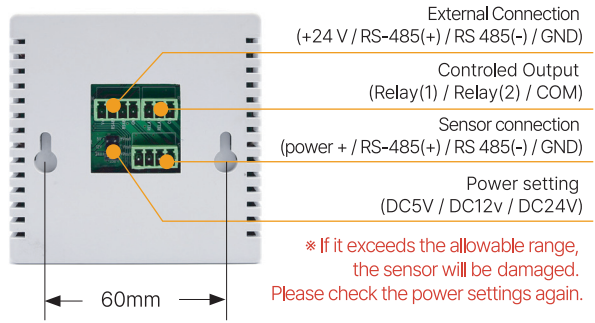 External Connection
(+24 V / RS-485(+) / RS 485(-) / GND)
Controled Output
(Relay(1) / Relay(2) / COM)
Sensor connection
(power + / RS-485(+) / RS 485(-) / GND)
Power setting
(DC5V / DC12v / DC24V)
※ If it exceeds the allowable range,
the sensor will be damaged.
Please check the power settings again.
60mm